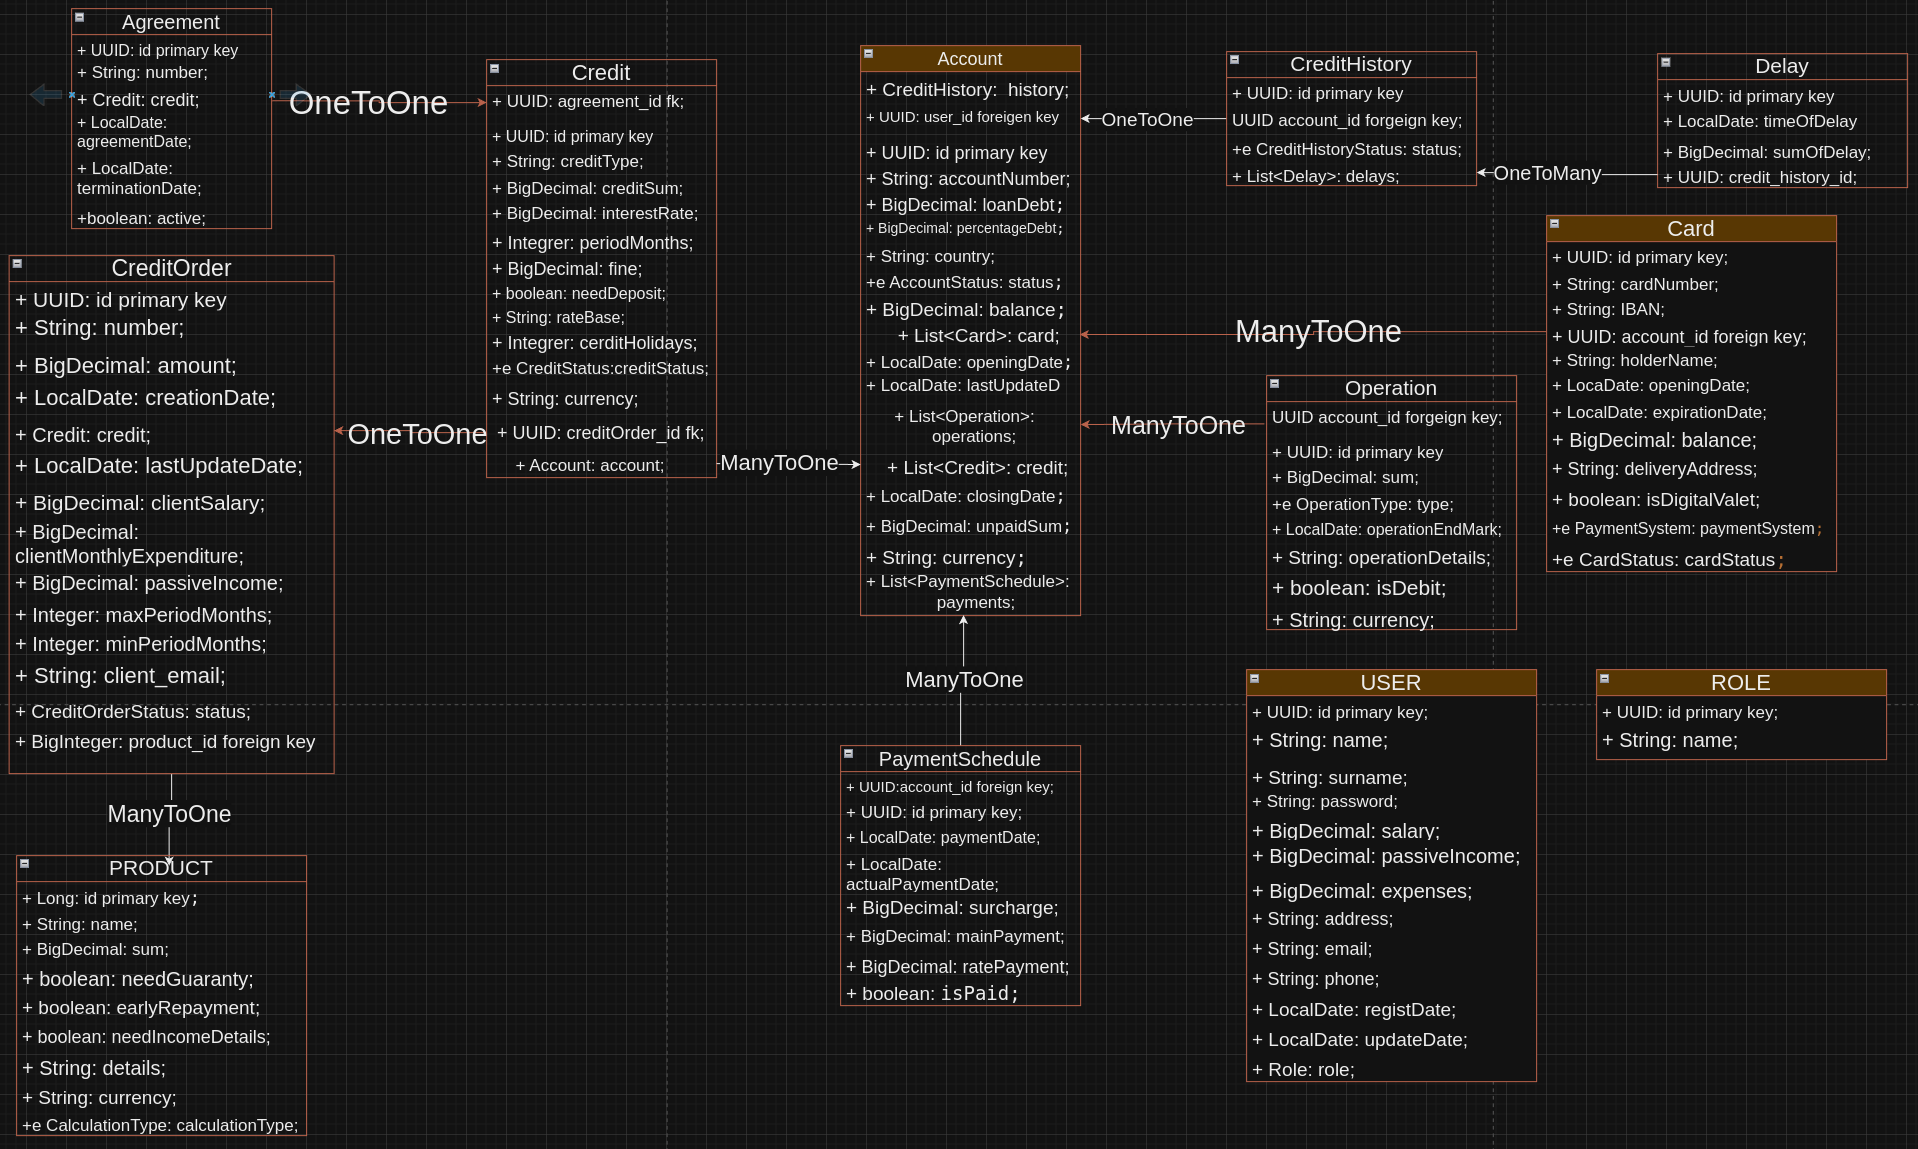 Agreement
+ UUID: id primary key
+ String: number;
+ Credit: credit;
+ LocalDate:
agreementDate;
+ LocalDate:
terminationDate;
+boolean: active;
OneToOne
Credit
+ UUID: agreement_id fk;
+ UUID: id primary key
+ String: creditType;
+ BigDecimal: creditSum;
+ BigDecimal: interestRate;
+ Integrer: periodMonths;
+ BigDecimal: fine;
+ boolean: needDeposit;
+ String: rateBase;
+ Integrer: cerditHolidays;
+e CreditStatus:creditStatus;
+ String: currency;
+ UUID: creditOrder_id fk;
+ Account: account;
OneToOne
ManyToOne
CreditOrder
+ UUID: id primary key
+ String: number;
+ BigDecimal: amount;
+ LocalDate: creationDate;
+ Credit: credit;
+ LocalDate: lastUpdateDate;
+ BigDecimal: clientSalary;
+ BigDecimal:
clientMonthlyExpenditure;
+ BigDecimal: passiveIncome;
+ Integer: maxPeriodMonths;
+ Integer: minPeriodMonths;
+ String: client_email;
+ CreditOrderStatus: status;
+ BigInteger: product_id foreign key
ManyToOne
PRODUCT
+ Long: id primary key;
+ String: name;
+ BigDecimal: sum;
+ boolean: needGuaranty;
+ boolean: earlyRepayment;
+ boolean: needIncomeDetails;
+ String: details;
+ String: currency;
+e CalculationType: calculationType;
Account
+ CreditHistory:  history;
+ UUID: user_id foreigen key
+ UUID: id primary key
+ String: accountNumber;
+ BigDecimal: loanDebt;
+ BigDecimal: percentageDebt;
+ String: country;
+e AccountStatus: status;
+ BigDecimal: balance;
+ List<Card>: card;
+ LocalDate: openingDate;
+ LocalDate: lastUpdateD
+ List<Operation>:
operations;
+ List<Credit>: credit;
+ LocalDate: closingDate;
+ BigDecimal: unpaidSum;
+ String: currency;
+ List<PaymentSchedule>:
payments;
ManyToOne
PaymentSchedule
+ UUID:account_id foreign key;
+ UUID: id primary key;
+ LocalDate: paymentDate;
+ LocalDate:
actualPaymentDate;
+ BigDecimal: surcharge;
+ BigDecimal: mainPayment;
+ BigDecimal: ratePayment;
+ boolean: isPaid;
OneToOne
CreditHistory
+ UUID: id primary key
UUID account_id forgeign key;
+e CreditHistoryStatus: status;
+ List<Delay>: delays;
OneToMany
Delay
+ UUID: id primary key
+ LocalDate: timeOfDelay
+ BigDecimal: sumOfDelay;
+ UUID: credit_history_id;
ManyToOne
Card
+ UUID: id primary key;
+ String: cardNumber;
+ String: IBAN;
+ UUID: account_id foreign key;
+ String: holderName;
+ LocaDate: openingDate;
+ LocalDate: expirationDate;
+ BigDecimal: balance;
+ String: deliveryAddress;
+ boolean: isDigitalValet;
+e PaymentSystem: paymentSystem;
+e CardStatus: cardStatus;
ManyToOne
Operation
UUID account_id forgeign key;
+ UUID: id primary key
+ BigDecimal: sum;
+e OperationType: type;
+ LocalDate: operationEndMark;
+ String: operationDetails;
+ boolean: isDebit;
+ String: currency;
USER
+ UUID: id primary key;
+ String: name;
+ String: surname;
+ String: password;
+ BigDecimal: salary;
+ BigDecimal: passiveIncome;
+ BigDecimal: expenses;
+ String: address;
+ String: email;
+ String: phone;
+ LocalDate: registDate;
+ LocalDate: updateDate;
+ Role: role;
ROLE
+ UUID: id primary key;
+ String: name;